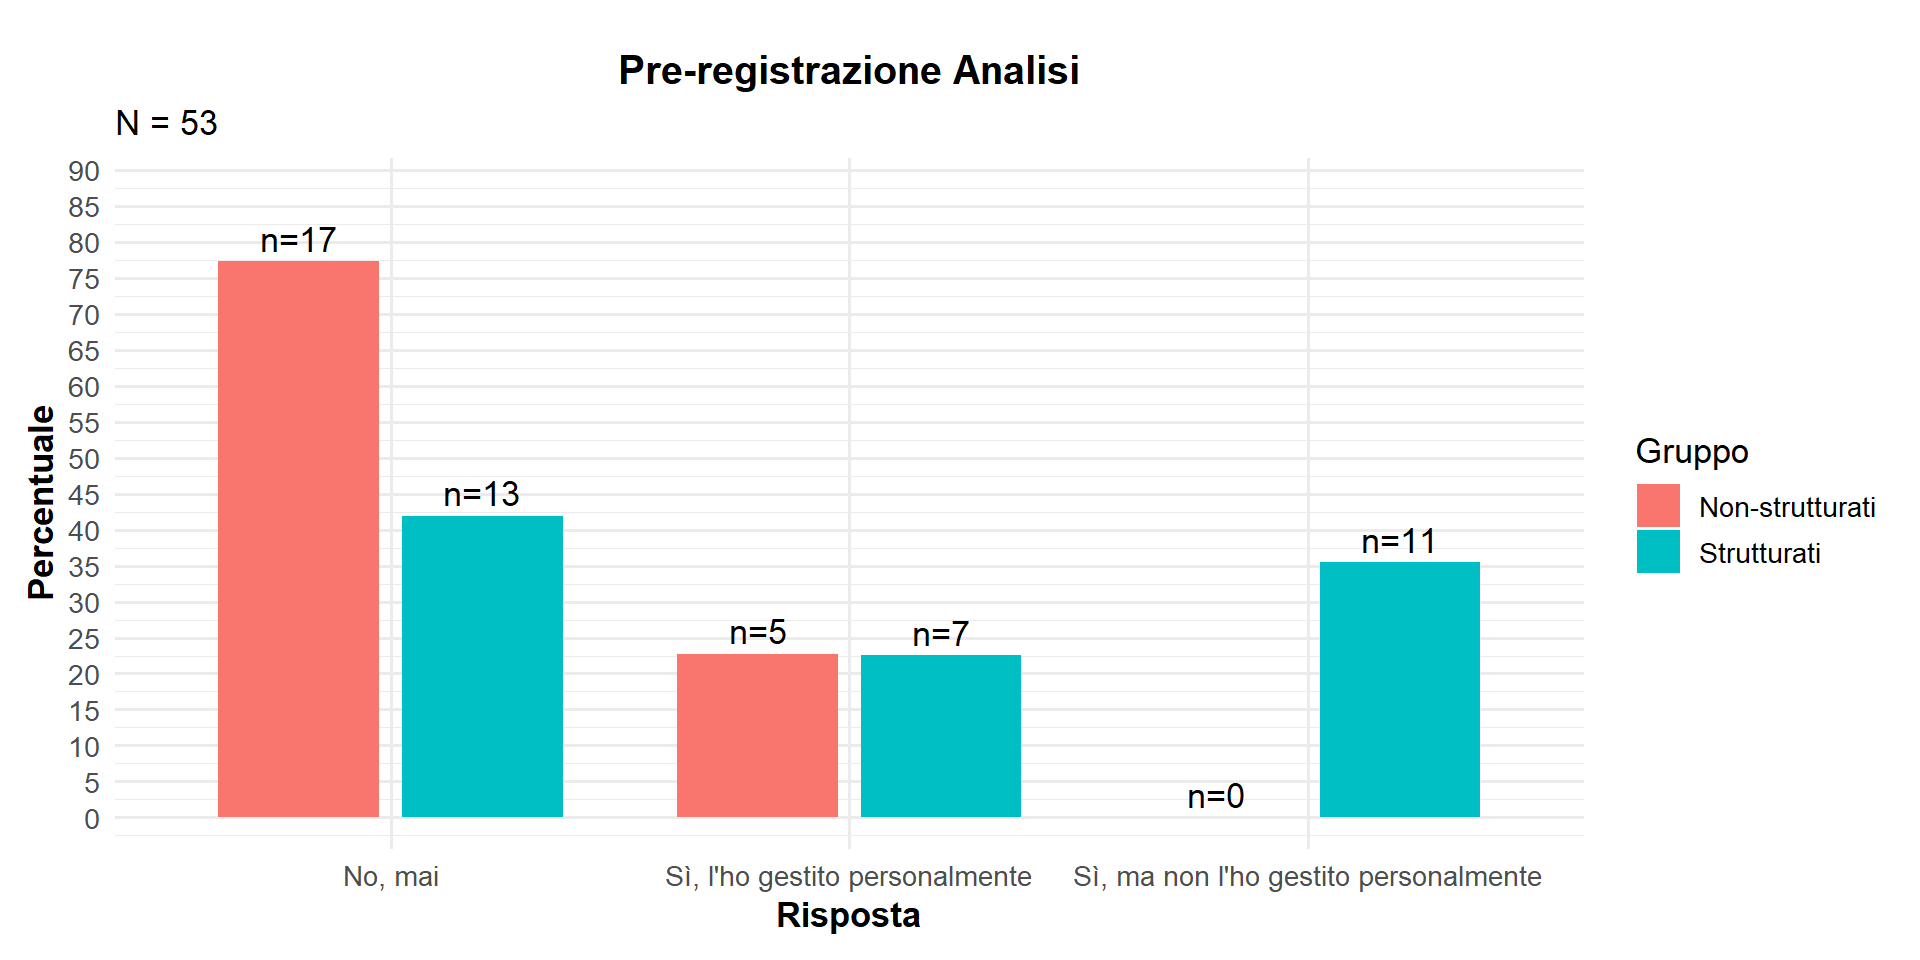 Pre-registrazione Analisi
N = 53
90
85
80
75
70
65
60
55
50
45
40
35
30
25
20
15
10
5
0
Percentuale
n=17
n=13
n=5
n=7
n=0
n=11
No, mai
Sì, l'ho gestito personalmente
Sì, ma non l'ho gestito personalmente
Risposta
Gruppo
Non-strutturati
Strutturati